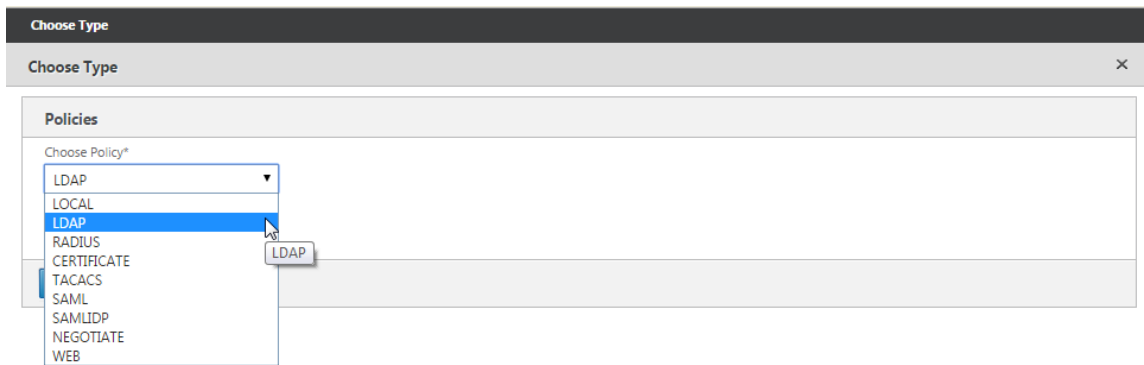 Choose Type
Choose Type ×
Policies
Choose Policy*
LDAP
LOCAL
LDAP
RADIUS
LDAP
CERTIFICATE
TACACS
SAML
SAMLIDP
NEGOTIATE
WEB